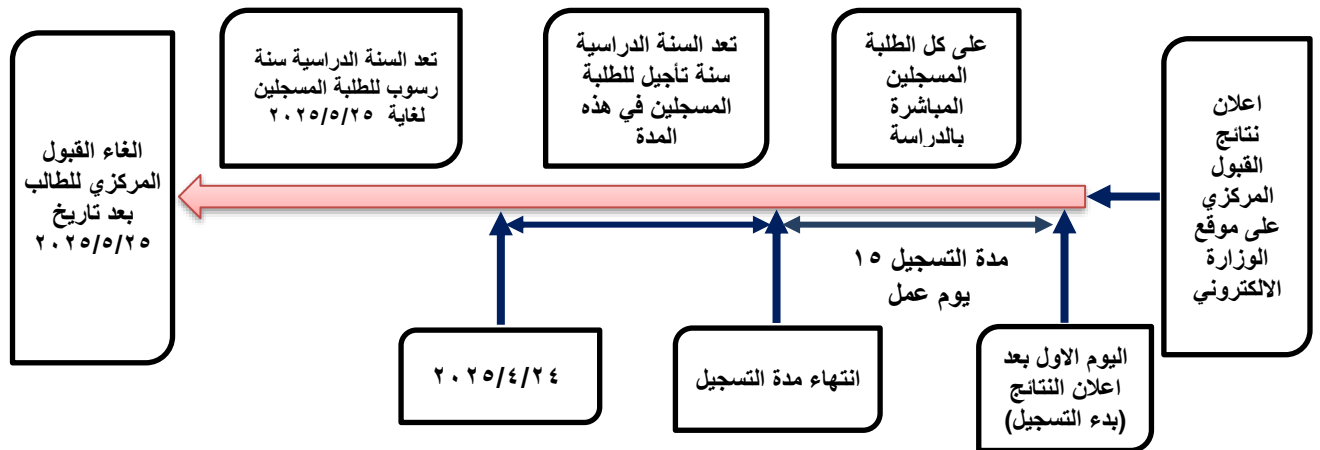 اعلان
نتائج
القبول
المركزي
على موقع
الوزارة
الالكتروني
على كل الطلبة
المسجلين
المباشرة
بالدراسة
تعد السنة الدراسية
سنة تأجيل للطلبة
المسجلين في هذه
المدة
تعد السنة الدراسية سنة
رسوب للطلبة المسجلين
لغاية ٢٠٢٥/٥/٢٥
الغاء القبول
المركزي للطالب
بعد تاريخ
٢٠٢٥/٥/٢٥
مدة التسجيل ١٥
يوم عمل
اليوم الاول بعد
اعلان النتائج
(بدء التسجيل)
انتهاء مدة التسجيل
٢٠٢٥/٤/٢٤